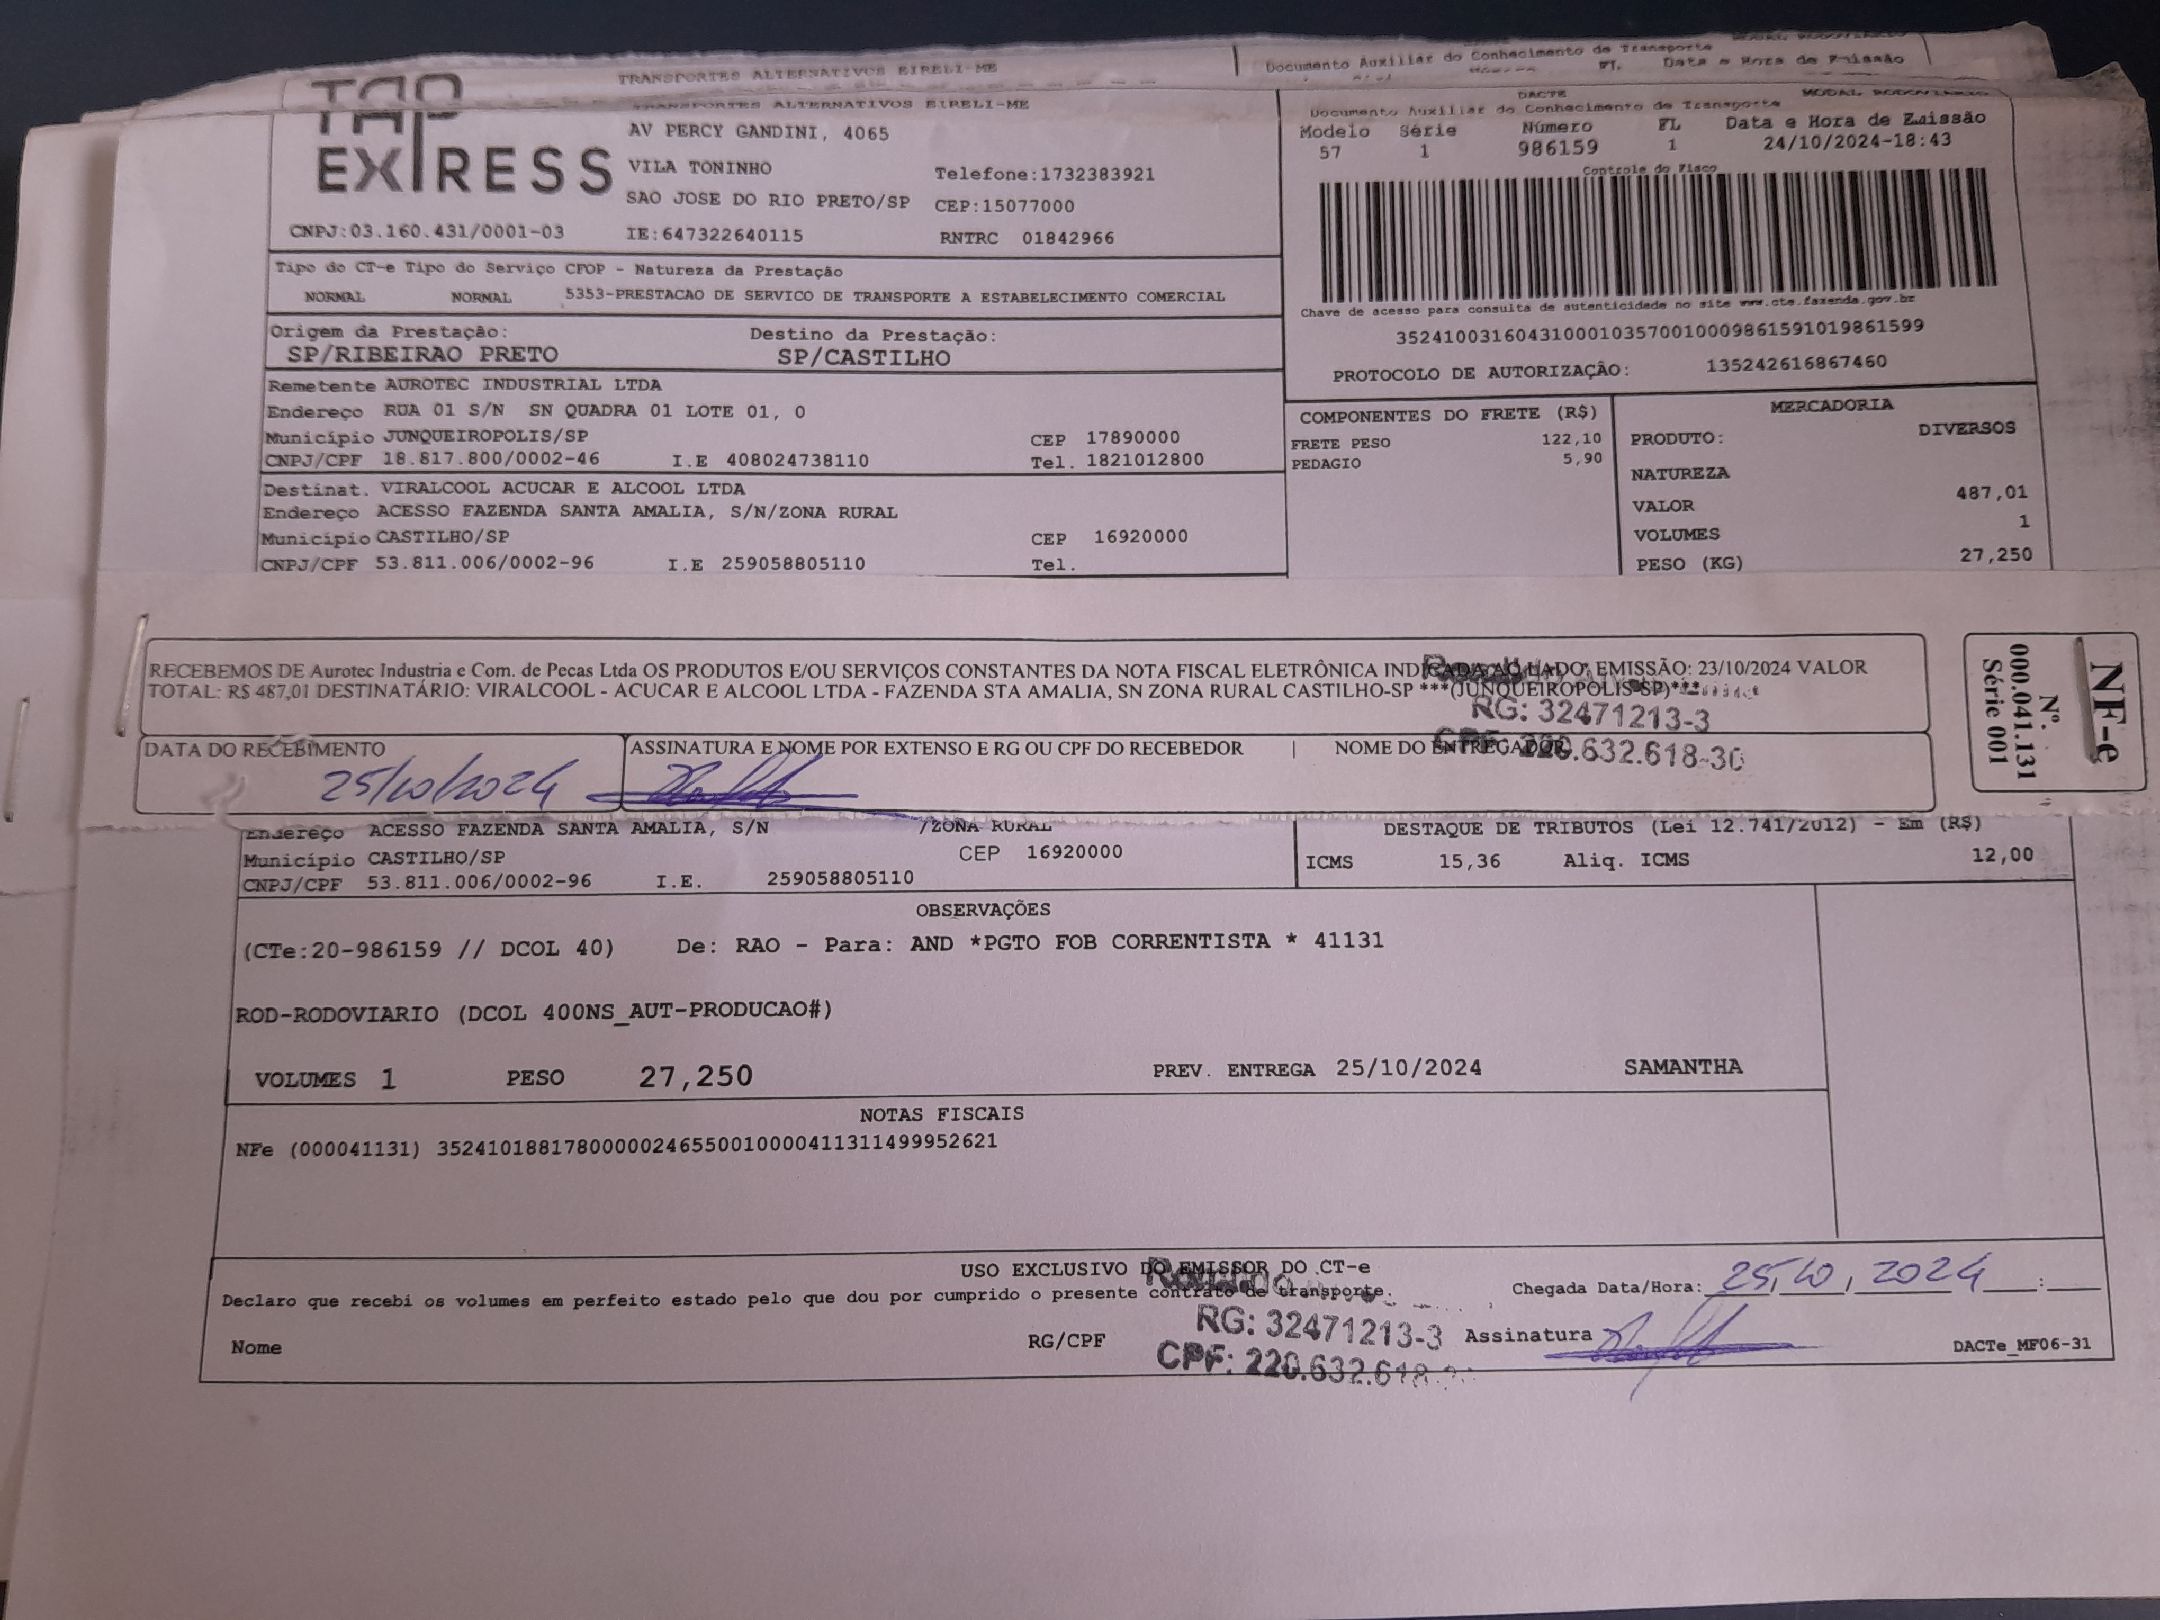 TRANSPORTES ALTERNATIVOS EIRELI-ME
Documento Auxiliar do Conhecimento de Transporte
FL Data e Hora de Emissão
TAP
EXPRESS
TRANSPORTES ALTERNATIVOS EIRELI-ME
AV PERCY GANDINI, 4065
VILA TONINHO
Telefone:1732383921
SAO JOSE DO RIO PRETO/SP CEP:15077000
CNPJ:03.160.431/0001-03 IE:647322640115 RNTRC 01842966
DACTE MODAL RODOVIARIO
Documento Auxiliar do Conhecimento de Transporte
Modelo Série Número FL Data e Hora de Emissão
57 1 986159 1 24/10/2024-18:43
Controle do Fisco
Chave de acesso para consulta de autenticidade no site www.cte.fazenda.gov.br
35241003160431000103570010009861591019861599
PROTOCOLO DE AUTORIZAÇÃO: 135242616867460
Tipo do CT-e Tipo do Serviço CFOP - Natureza da Prestação
NORMAL NORMAL 5353-PRESTACAO DE SERVICO DE TRANSPORTE A ESTABELECIMENTO COMERCIAL
Origem da Prestação: Destino da Prestação:
SP/RIBEIRAO PRETO SP/CASTILHO
Remetente AUROTEC INDUSTRIAL LTDA
Endereço RUA 01 S/N SN QUADRA 01 LOTE 01, 0
Município JUNQUEIROPOLIS/SP CEP 17890000
CNPJ/CPF 18.817.800/0002-46 I.E 408024738110 Tel. 1821012800
Destinat. VIRALCOOL ACUCAR E ALCOOL LTDA
Endereço ACESSO FAZENDA SANTA AMALIA, S/N/ZONA RURAL
Município CASTILHO/SP CEP 16920000
CNPJ/CPF 53.811.006/0002-96 I.E 259058805110 Tel.
COMPONENTES DO FRETE (R$)
FRETE PESO 122,10
PEDAGIO 5,90
MERCADORIA
PRODUTO: DIVERSOS
NATUREZA
VALOR 487,01
VOLUMES 1
PESO (KG) 27,250
RECEBEMOS DE Aurotec Industria e Com. de Pecas Ltda OS PRODUTOS E/OU SERVIÇOS CONSTANTES DA NOTA FISCAL ELETRÔNICA INDICADA AO LADO. EMISSÃO: 23/10/2024 VALOR
TOTAL: R$ 487,01 DESTINATÁRIO: VIRALCOOL - ACUCAR E ALCOOL LTDA - FAZENDA STA AMALIA, SN ZONA RURAL CASTILHO-SP ***(JUNQUEIROPOLIS-SP)***
RG: 32471213-3
CPF: 220.632.618-30
DATA DO RECEBIMENTO ASSINATURA E NOME POR EXTENSO E RG OU CPF DO RECEBEDOR | NOME DO ENTREGADOR
25/10/2024
NF-e
Nº.
000.041.131
Série 001
Endereço ACESSO FAZENDA SANTA AMALIA, S/N /ZONA RURAL
Município CASTILHO/SP CEP 16920000
CNPJ/CPF 53.811.006/0002-96 I.E. 259058805110
DESTAQUE DE TRIBUTOS (Lei 12.741/2012) - Em (R$)
ICMS 15,36 Aliq. ICMS 12,00
OBSERVAÇÕES
(CTe:20-986159 // DCOL 40) De: RAO - Para: AND *PGTO FOB CORRENTISTA * 41131
ROD-RODOVIARIO (DCOL 400NS_AUT-PRODUCAO#)
VOLUMES 1 PESO 27,250 PREV. ENTREGA 25/10/2024 SAMANTHA
NOTAS FISCAIS
NFe (000041131) 35241018817800000246550010000411311499952621
USO EXCLUSIVO DO EMISSOR DO CT-e
Declaro que recebi os volumes em perfeito estado pelo que dou por cumprido o presente contrato de transporte.
Chegada Data/Hora: 25,10,2024 :
RG: 32471213-3
Nome RG/CPF Assinatura DACTe_MF06-31
CPF: 220.632.618